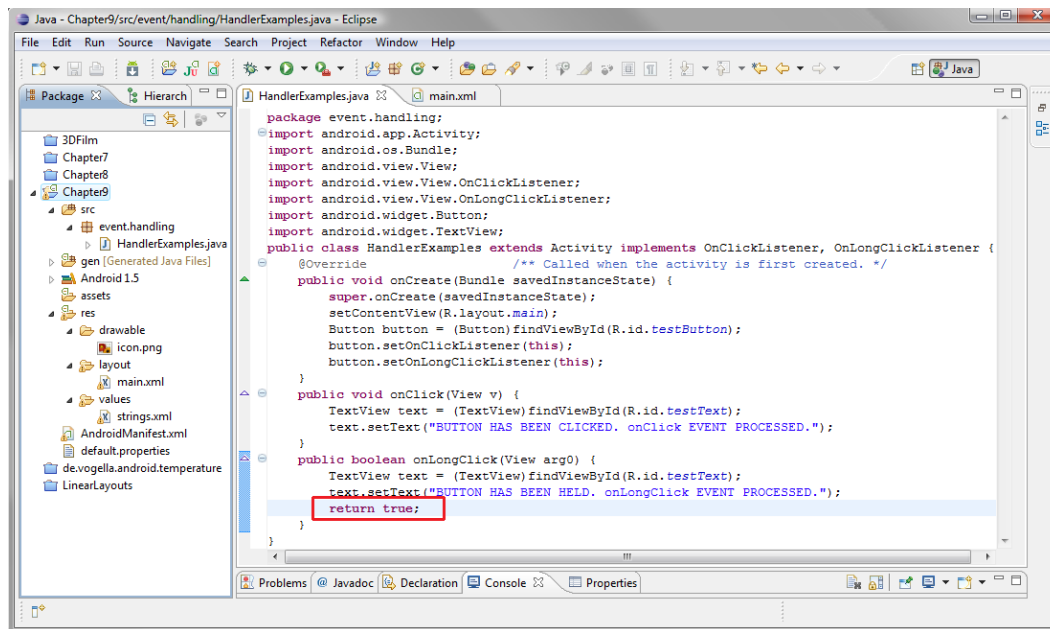 Java - Chapter9/src/event/handling/HandlerExamples.java - Eclipse
File Edit Run Source Navigate Search Project Refactor Window Help
Java
Package
Hierarch
HandlerExamples.java
main.xml
3DFilm
Chapter7
Chapter8
Chapter9
src
event.handling
HandlerExamples.java
gen [Generated Java Files]
Android 1.5
assets
res
drawable
icon.png
layout
main.xml
values
strings.xml
AndroidManifest.xml
default.properties
de.vogella.android.temperature
LinearLayouts
package event.handling;
import android.app.Activity;
import android.os.Bundle;
import android.view.View;
import android.view.View.OnClickListener;
import android.view.View.OnLongClickListener;
import android.widget.Button;
import android.widget.TextView;
public class HandlerExamples extends Activity implements OnClickListener, OnLongClickListener {
@Override /** Called when the activity is first created. */
public void onCreate(Bundle savedInstanceState) {
super.onCreate(savedInstanceState);
setContentView(R.layout.main);
Button button = (Button)findViewById(R.id.testButton);
button.setOnClickListener(this);
button.setOnLongClickListener(this);
}
public void onClick(View v) {
TextView text = (TextView)findViewById(R.id.testText);
text.setText("BUTTON HAS BEEN CLICKED. onClick EVENT PROCESSED.");
}
public boolean onLongClick(View arg0) {
TextView text = (TextView)findViewById(R.id.testText);
text.setText("BUTTON HAS BEEN HELD. onLongClick EVENT PROCESSED.");
return true;
}
}
Problems @ Javadoc Declaration Console Properties